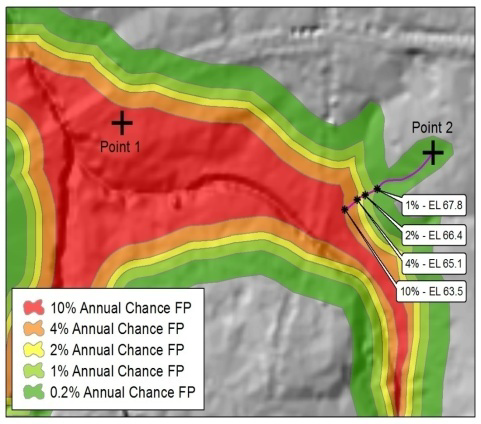 Point 1
Point 2
1% - EL 67.8
2% - EL 66.4
4% - EL 65.1
10% - EL 63.5
10% Annual Chance FP
4% Annual Chance FP
2% Annual Chance FP
1% Annual Chance FP
0.2% Annual Chance FP